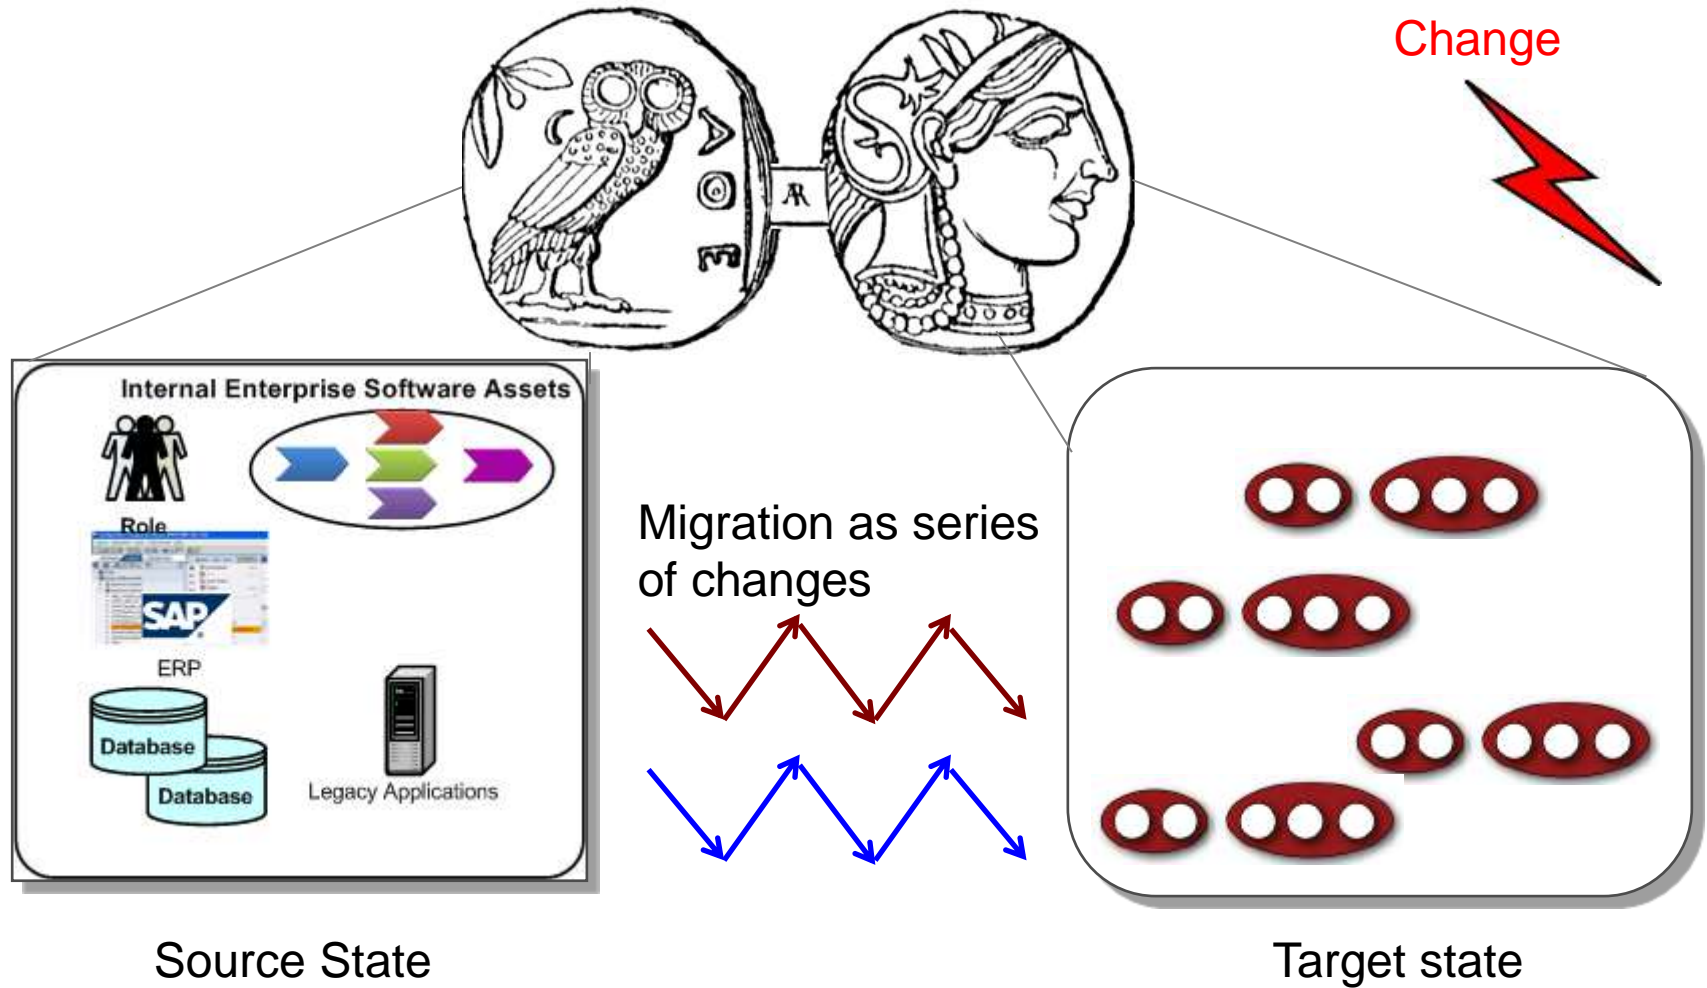 Change
Α
Θ
Ε
AR
Internal Enterprise Software Assets
Role
SAP
ERP
Database
Database
Legacy Applications
Migration as series
of changes
Source State
Target state